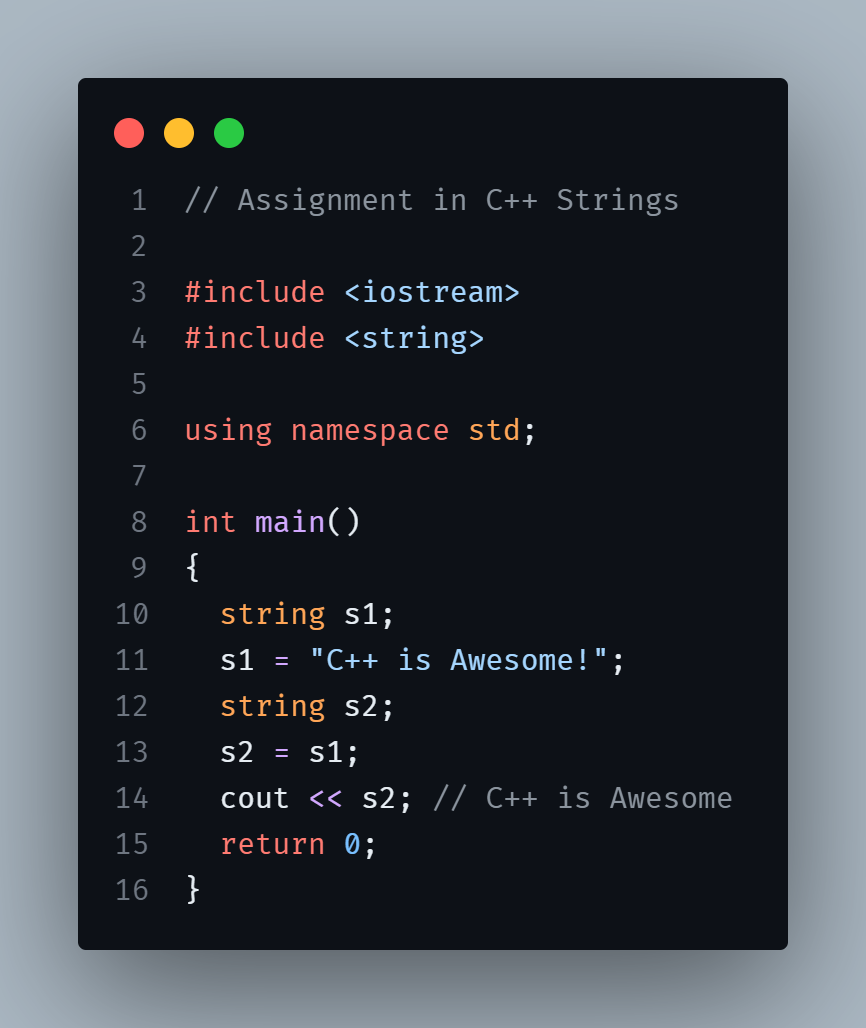 1 // Assignment in C++ Strings
2
3 #include <iostream>
4 #include <string>
5
6 using namespace std;
7
8 int main()
9 {
10   string s1;
11   s1 = "C++ is Awesome!";
12   string s2;
13   s2 = s1;
14   cout << s2; // C++ is Awesome
15   return 0;
16 }